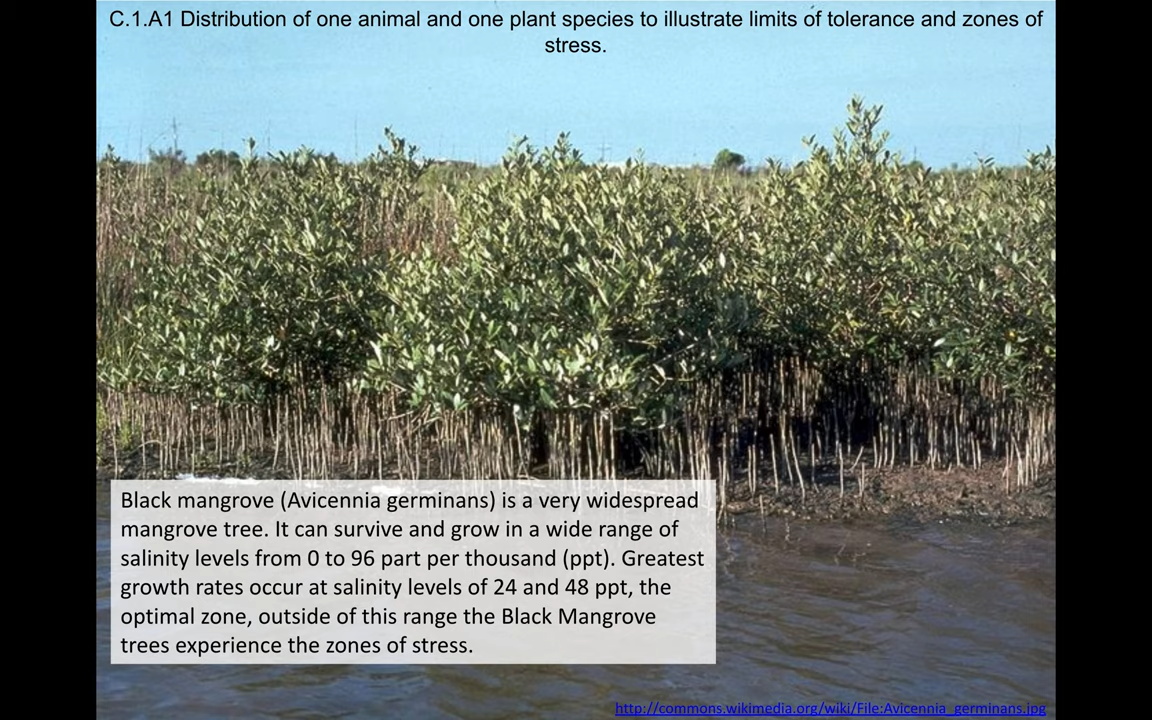 C.1.A1 Distribution of one animal and one plant species to illustrate limits of tolerance and zones of
stress.
Black mangrove (Avicennia germinans) is a very widespread
mangrove tree. It can survive and grow in a wide range of
salinity levels from 0 to 96 part per thousand (ppt). Greatest
growth rates occur at salinity levels of 24 and 48 ppt, the
optimal zone, outside of this range the Black Mangrove
trees experience the zones of stress.
http://commons.wikimedia.org/wiki/File:Avicennia_germinans.jpg